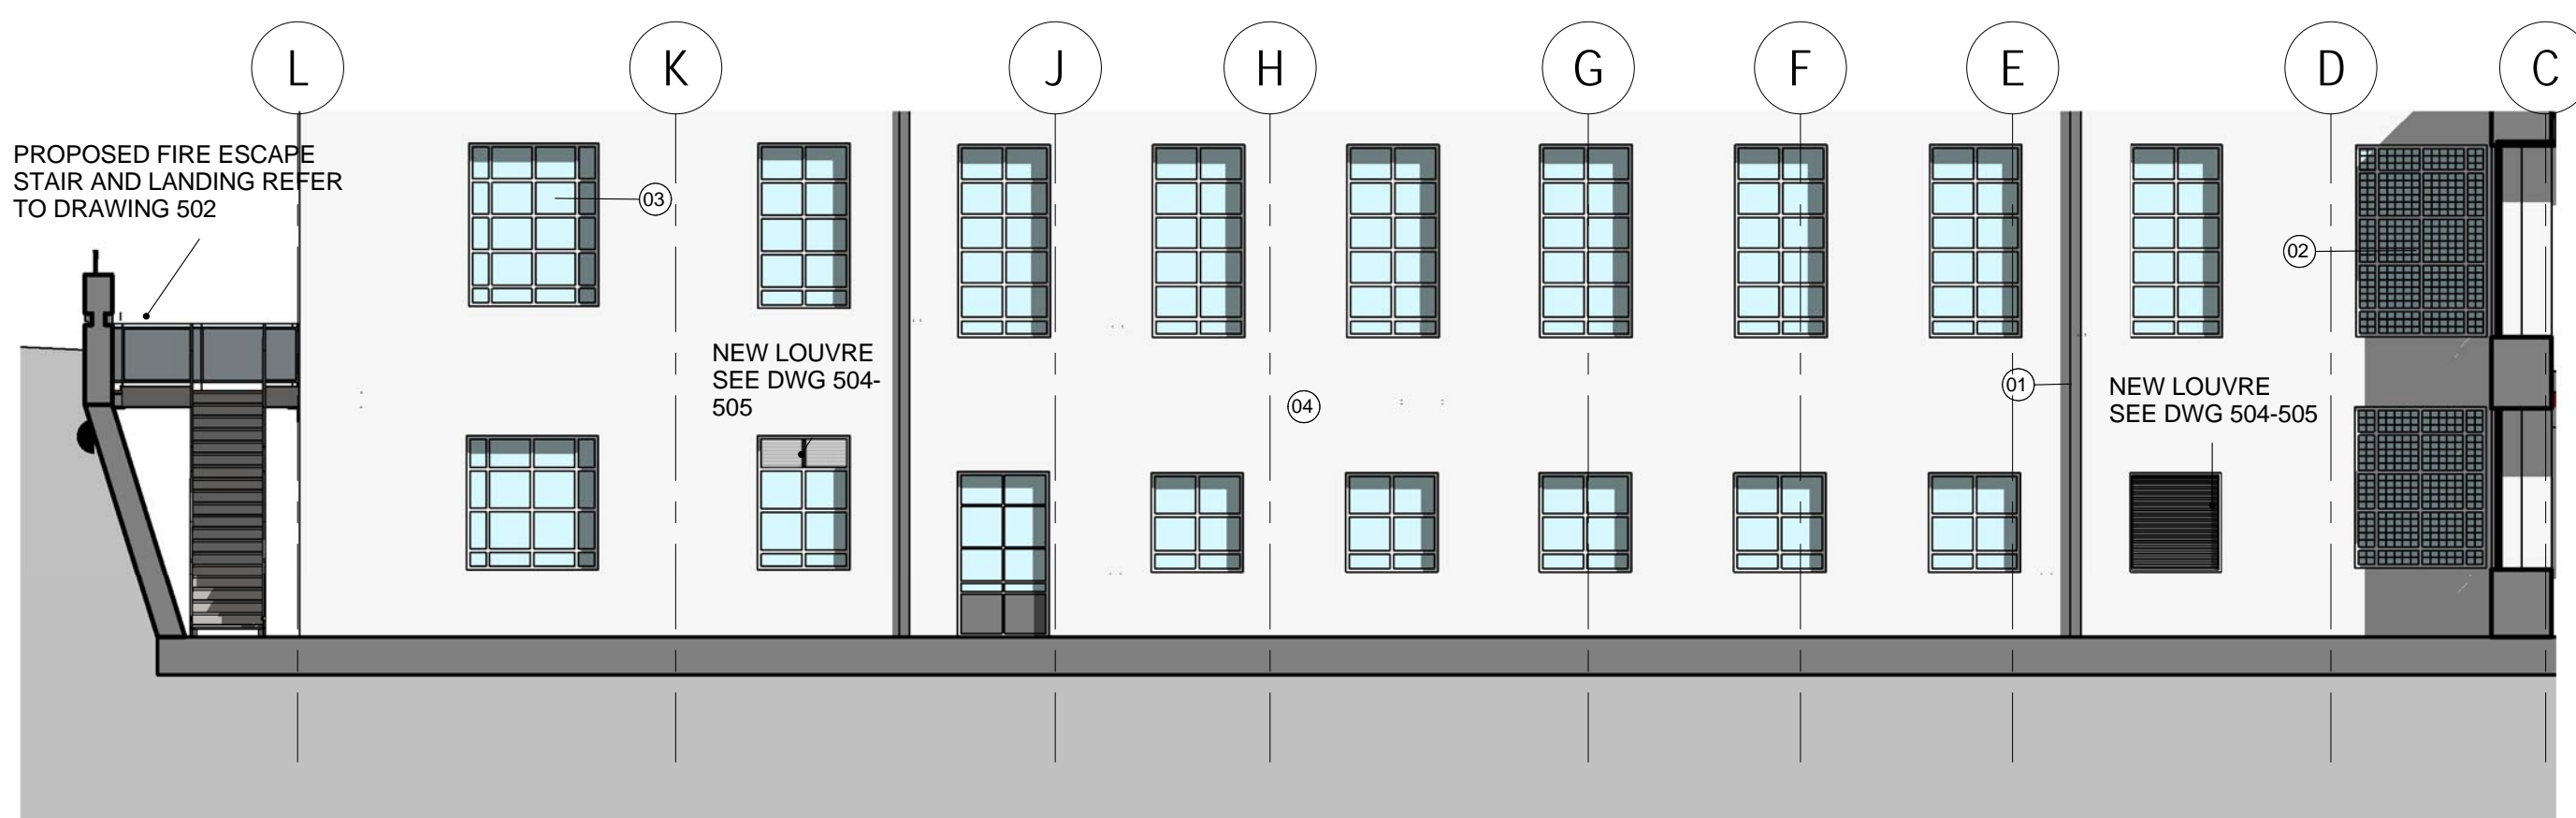 L
K
J
H
G
F
E
D
C
PROPOSED FIRE ESCAPE
STAIR AND LANDING REFER
TO DRAWING 502
03
02
NEW LOUVRE
SEE DWG 504-
505
04
01
NEW LOUVRE
SEE DWG 504-505